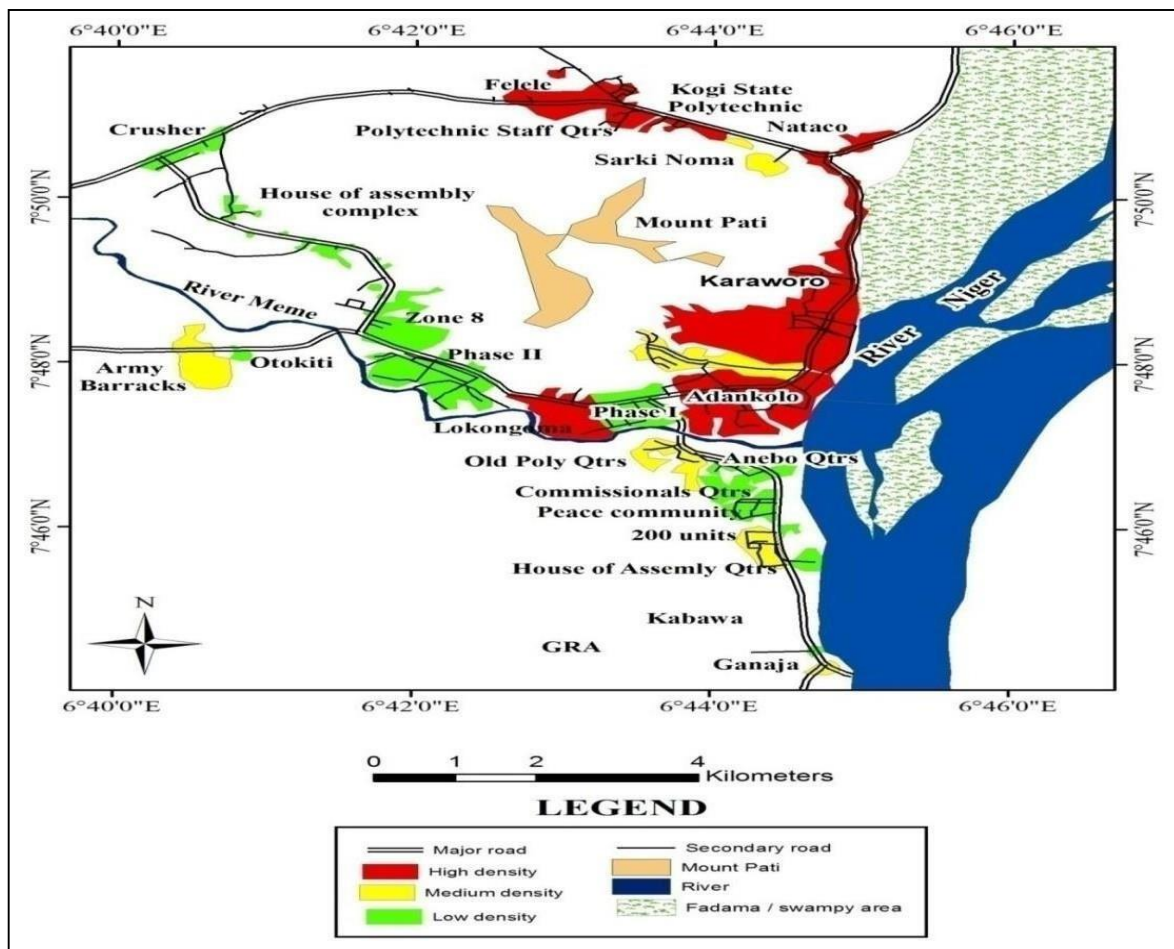 6°40'0"E
6°42'0"E
6°44'0"E
6°46'0"E
7°50'0"N
7°48'0"N
7°46'0"N
7°50'0"N
7°48'0"N
7°46'0"N
Felele
Kogi State
Polytechnic
Crusher
Polytechnic Staff Qtrs
Nataco
Sarki Noma
House of assembly
complex
Mount Pati
Karaworo
River Meme
River Niger
Zone 8
Phase II
Otokiti
Army
Barracks
Adankolo
Phase I
Lokongoma
Old Poly Qtrs
Anebo Qtrs
Commissionals Qtrs
Peace community
200 units
House of Assemly Qtrs
Kabawa
GRA
Ganaja
N
6°40'0"E
6°42'0"E
6°44'0"E
6°46'0"E
0 1 2 4
Kilometers
LEGEND
Major road
High density
Medium density
Low density
Secondary road
Mount Pati
River
Fadama / swampy area